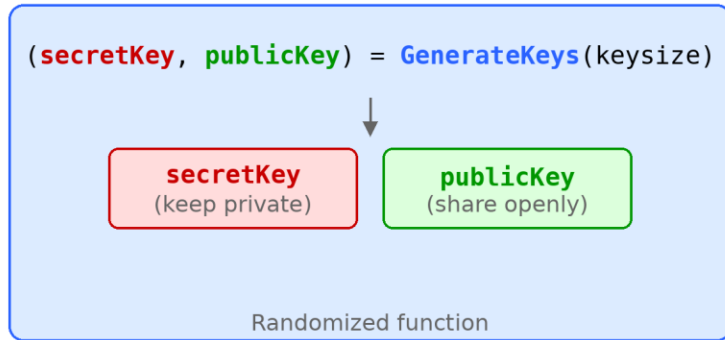 (secretKey, publicKey) = GenerateKeys(keysize)
secretKey
(keep private)
publicKey
(share openly)
Randomized function